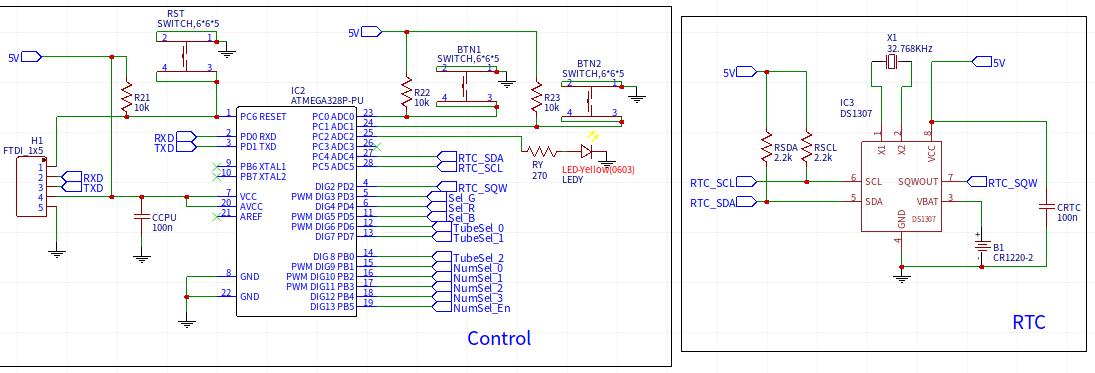 RST
SWITCH,6*6*5
2 1
4 3
5V
R21
10k
5V
BTN1
SWITCH,6*6*5
2 1
4 3
R22
10k
BTN2
SWITCH,6*6*5
2 1
4 3
R23
10k
IC2
ATMEGA328P-PU
1 PC6 RESET
2 PD0 RXD
3 PD1 TXD
9 PB6 XTAL1
10 PB7 XTAL2
7 VCC
20 AVCC
21 AREF
8 GND
22 GND
PC0 ADC0 23
PC1 ADC1 24
PC2 ADC2 25
PC3 ADC3 26
PC4 ADC4 27
PC5 ADC5 28
DIG2 PD2 4
PWM DIG3 PD3 5
DIG4 PD4 6
PWM DIG5 PD5 11
PWM DIG6 PD6 12
DIG7 PD7 13
DIG 8 PB0 14
PWM DIG9 PB1 15
PWM DIG10 PB2 16
PWM DIG11 PB3 17
DIG12 PB4 18
DIG13 PB5 19
RXD
TXD
H1
FTDI_1x5
1
2
3
4
5
RXD
TXD
CCPU
100n
RY
270
LED-Yellow(0603)
LEDY
RTC_SDA
RTC_SCL
RTC_SQW
Sel_G
Sel_R
Sel_B
TubeSel_0
TubeSel_1
TubeSel_2
NumSel_0
NumSel_1
NumSel_2
NumSel_3
NumSel_En
Control
X1
32.768KHz
5V
5V
IC3
DS1307
RSDA
2.2k
RSCL
2.2k
1
2
8
X1
X2
VCC
RTC_SCL
RTC_SDA
6 SCL
5 SDA
SQWOUT 7
VBAT 3
GND
DS1307
4
RTC_SQW
CRTC
100n
+
-
B1
CR1220-2
RTC